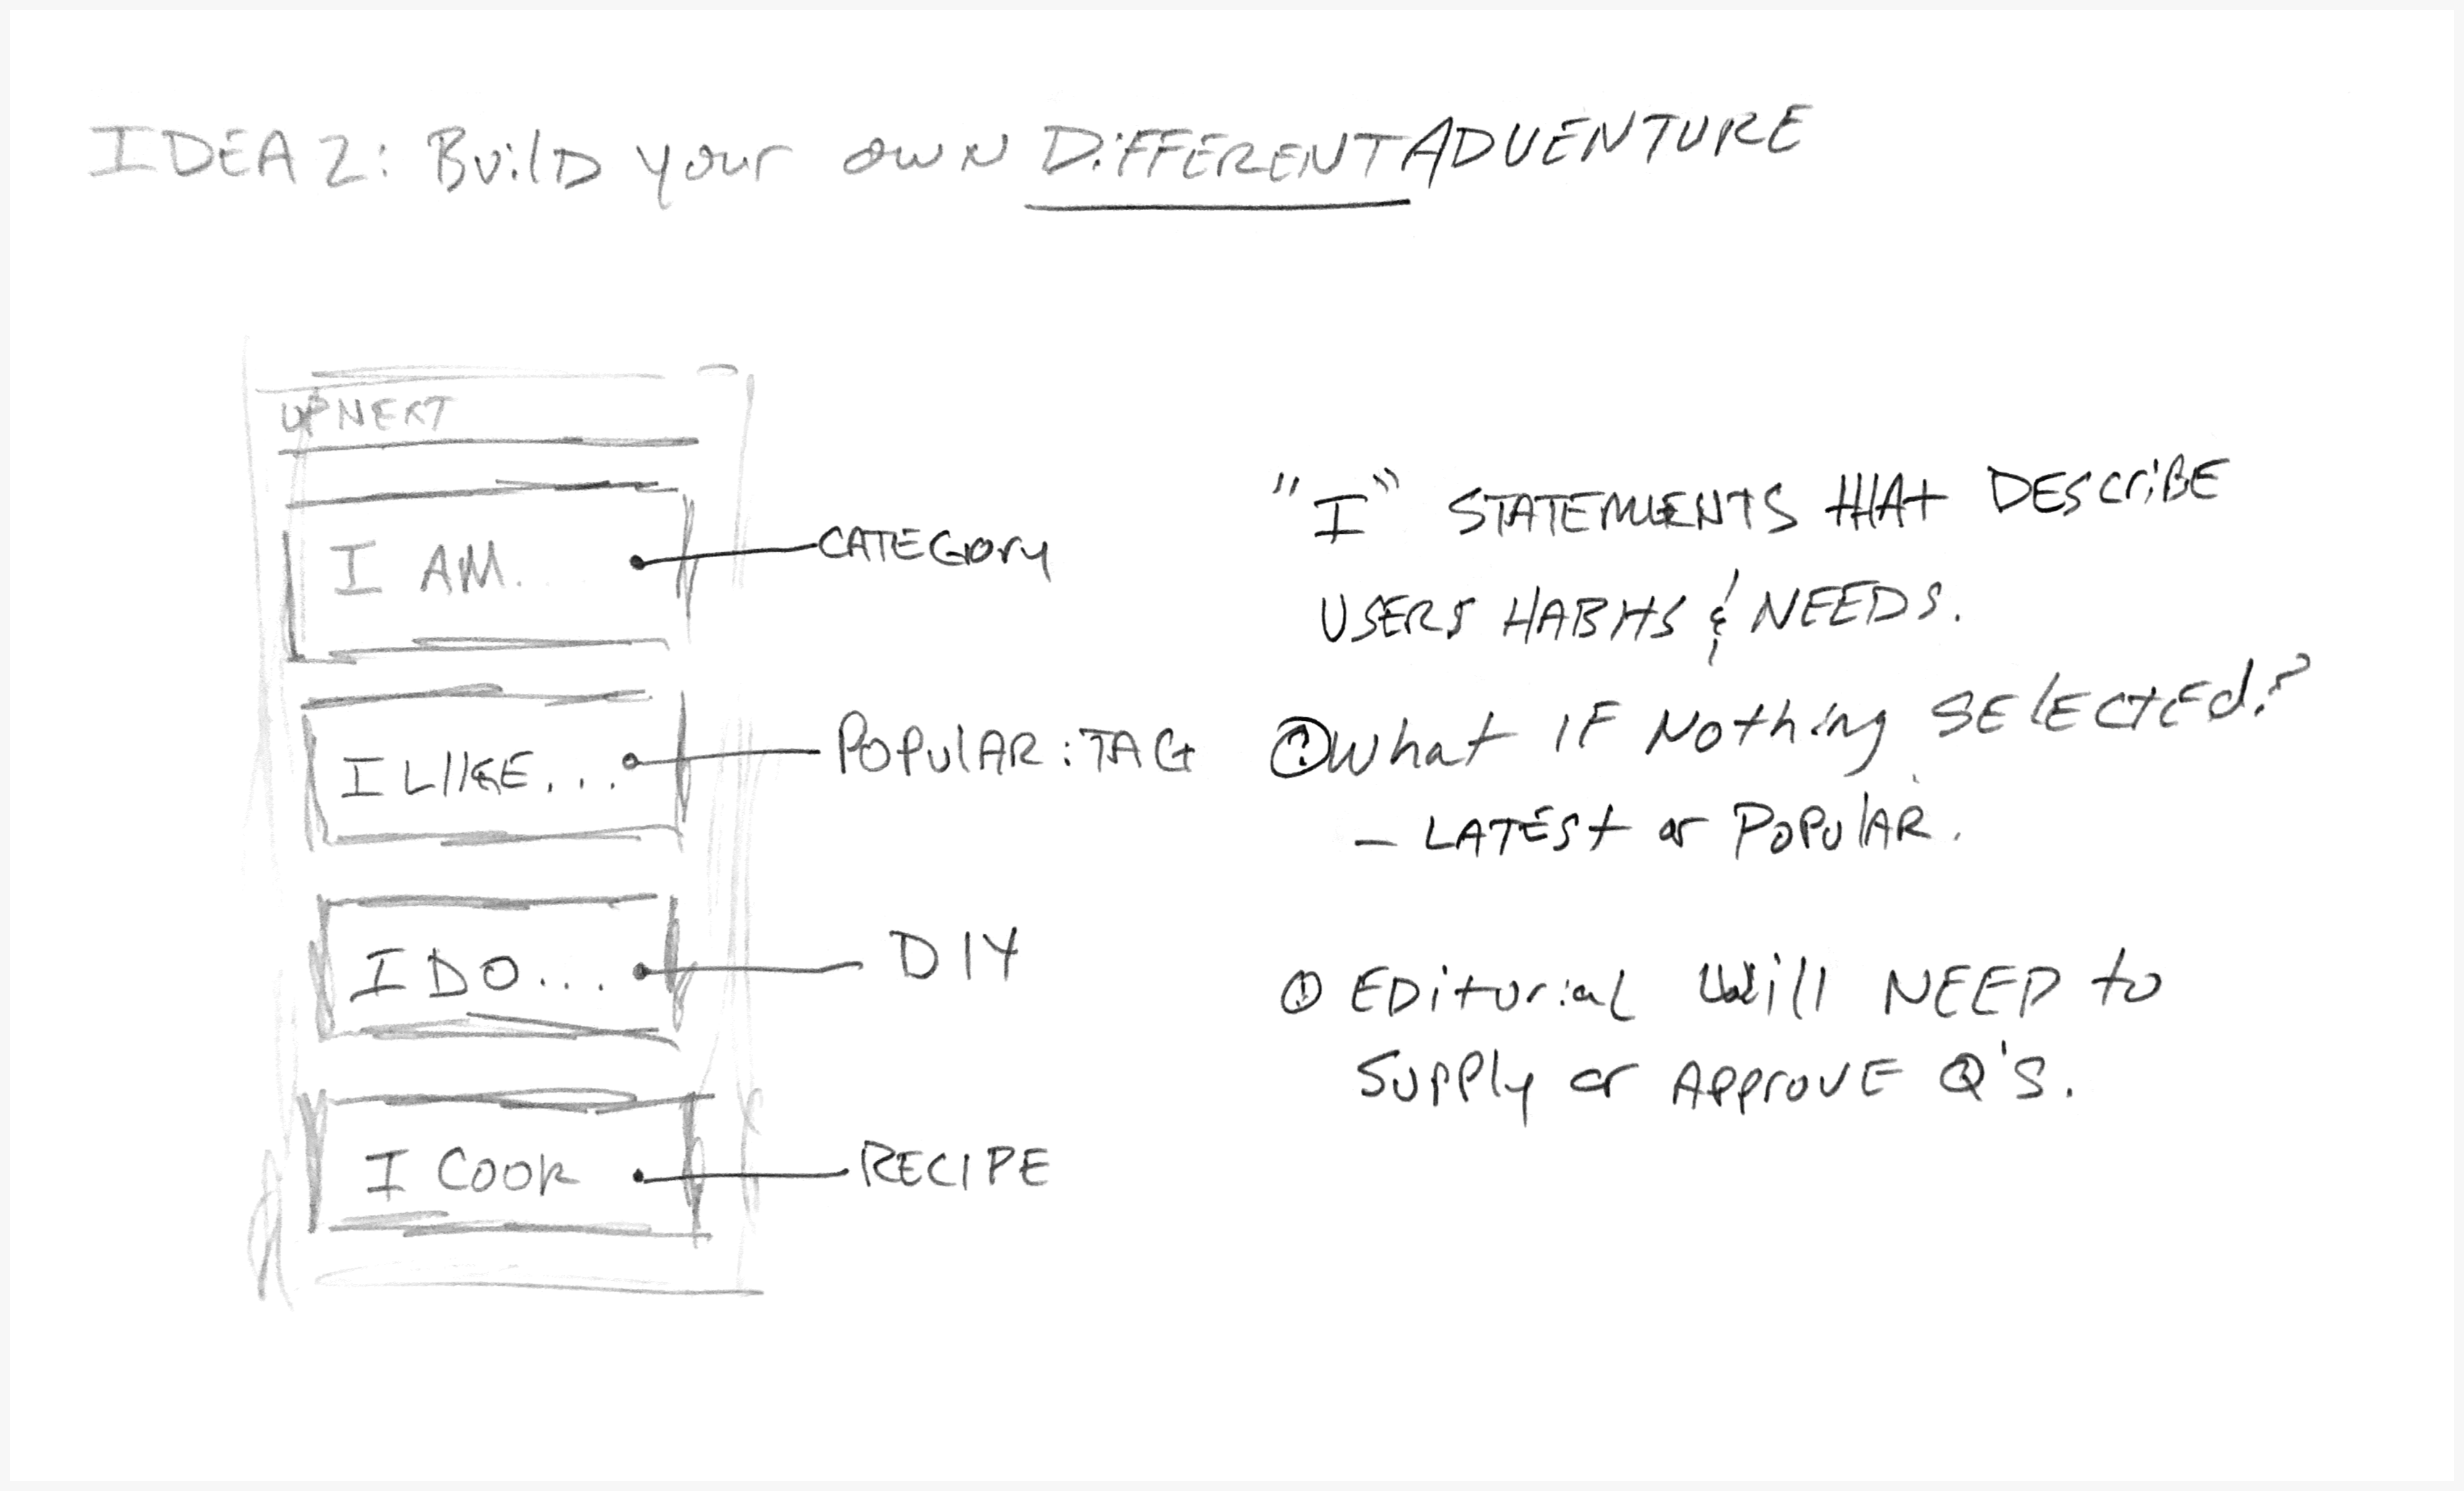 IDEA 2: Build your own DIFFERENT ADVENTURE
UP NEXT
I AM.
CATEGORY
I LIKE...
POPULAR: TAG
I DO...
DIY
I COOK
RECIPE
"I" STATEMENTS THAT DESCRIBE
USERS HABITS & NEEDS.
! What IF Nothing SELECTEd?
- LATEST or POPULAR.
! EDitorial Will NEED to
Supply or APPROVE Q'S.